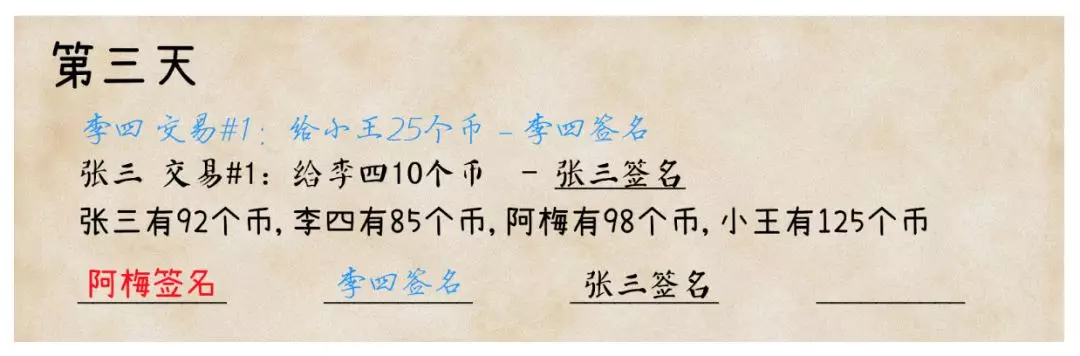 第三天
李四 交易#1：给小王25个币 - 李四签名
张三 交易#1：给李四10个币 - 张三签名
张三有92个币, 李四有85个币, 阿梅有98个币, 小王有125个币
阿梅签名 李四签名 张三签名